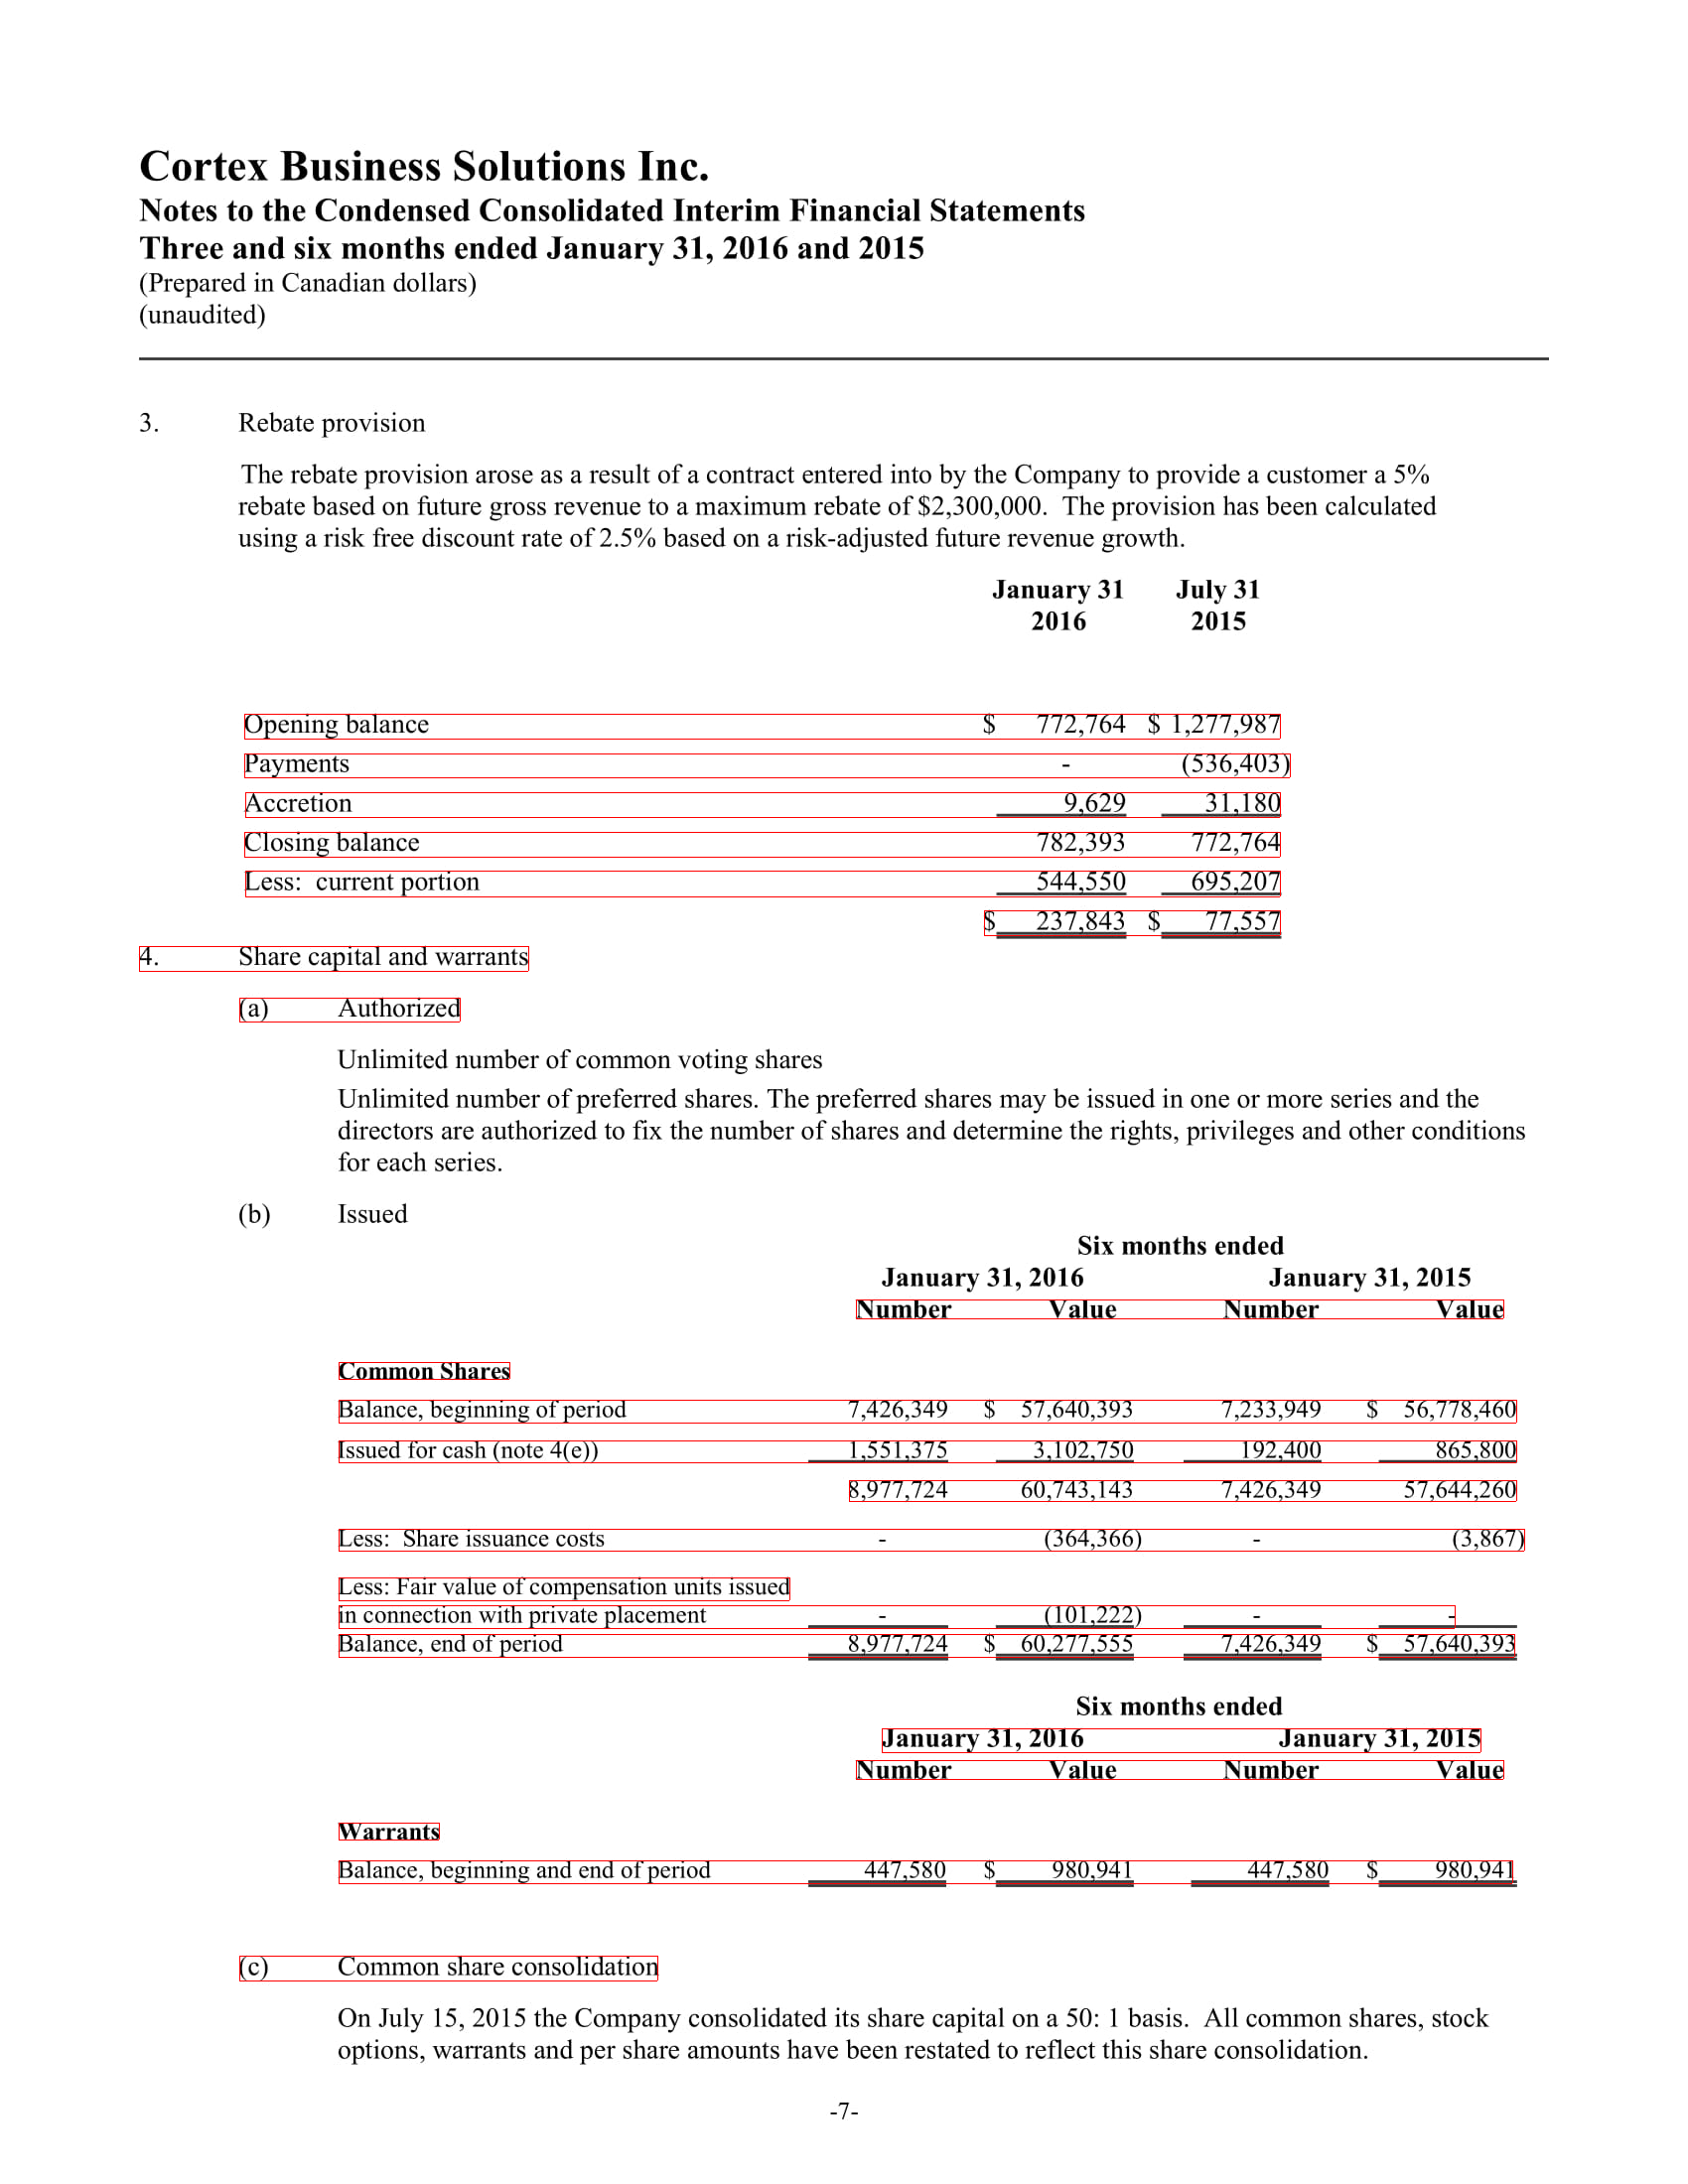 Cortex Business Solutions Inc.
Notes to the Condensed Consolidated Interim Financial Statements
Three and six months ended January 31, 2016 and 2015
(Prepared in Canadian dollars)
(unaudited)
3. Rebate provision
The rebate provision arose as a result of a contract entered into by the Company to provide a customer a 5%
rebate based on future gross revenue to a maximum rebate of $2,300,000.  The provision has been calculated
using a risk free discount rate of 2.5% based on a risk-adjusted future revenue growth.
January 31 July 31
2016 2015
Opening balance $ 772,764 $ 1,277,987
Payments - (536,403)
Accretion 9,629 31,180
Closing balance 782,393 772,764
Less:  current portion 544,550 695,207
$ 237,843 $ 77,557
4. Share capital and warrants
(a) Authorized
Unlimited number of common voting shares
Unlimited number of preferred shares. The preferred shares may be issued in one or more series and the
directors are authorized to fix the number of shares and determine the rights, privileges and other conditions
for each series.
(b) Issued
Six months ended
January 31, 2016 January 31, 2015
Number Value Number Value
Common Shares
Balance, beginning of period 7,426,349 $ 57,640,393 7,233,949 $ 56,778,460
Issued for cash (note 4(e)) 1,551,375 3,102,750 192,400 865,800
8,977,724 60,743,143 7,426,349 57,644,260
Less:  Share issuance costs - (364,366) - (3,867)
Less: Fair value of compensation units issued
in connection with private placement - (101,222) - -
Balance, end of period 8,977,724 $ 60,277,555 7,426,349 $ 57,640,393
Six months ended
January 31, 2016 January 31, 2015
Number Value Number Value
Warrants
Balance, beginning and end of period 447,580 $ 980,941 447,580 $ 980,941
(c) Common share consolidation
On July 15, 2015 the Company consolidated its share capital on a 50: 1 basis.  All common shares, stock
options, warrants and per share amounts have been restated to reflect this share consolidation.
-7-